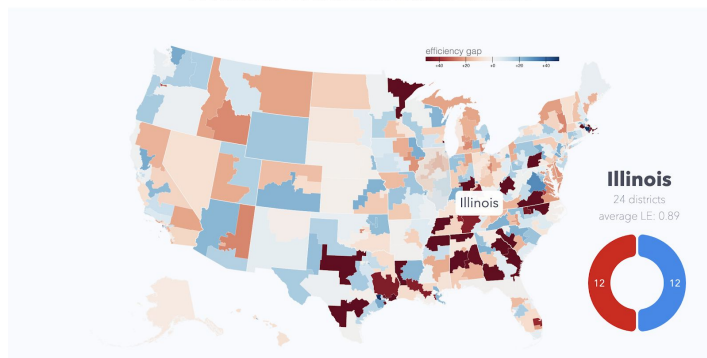 efficiency gap
+40 +20 +0 +20 +40
Illinois
Illinois
24 districts
average LE: 0.89
12 12